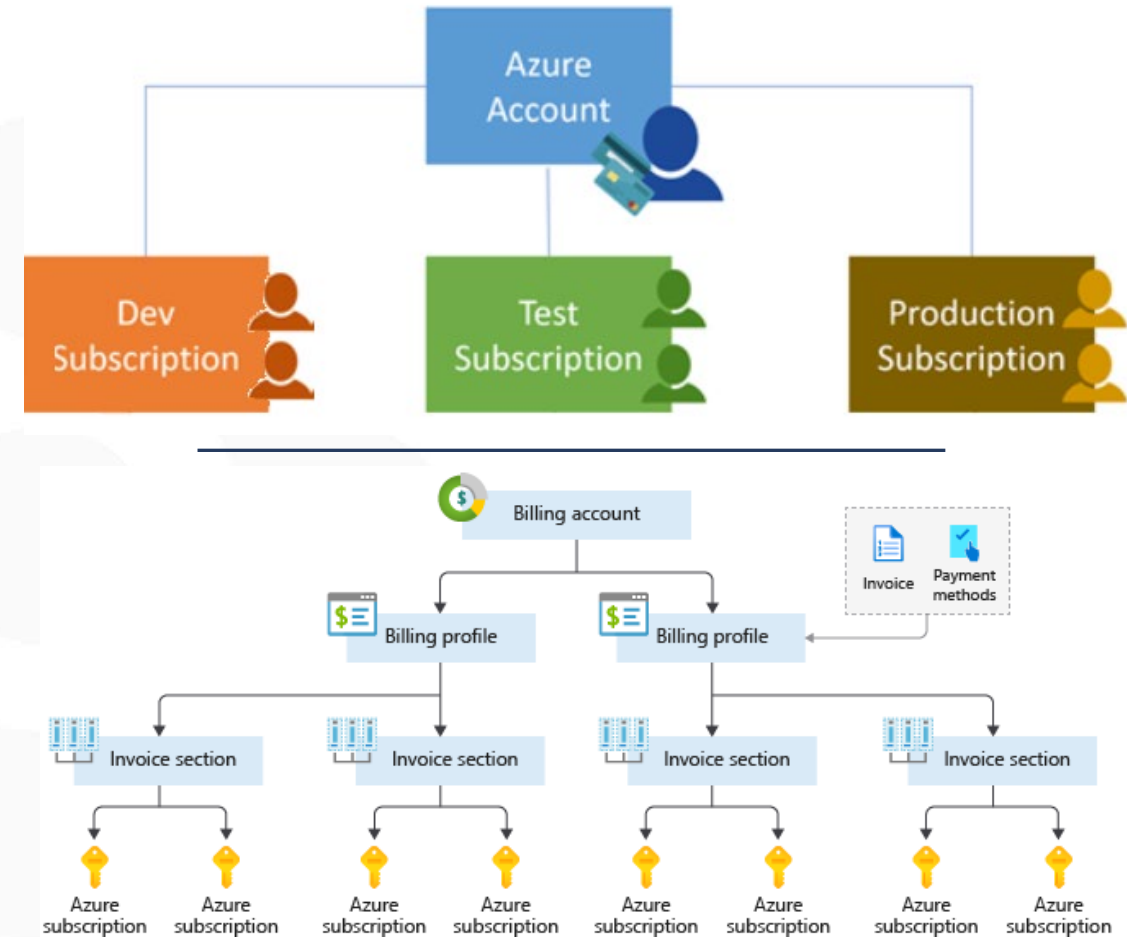 Azure
Account
Dev
Subscription
Test
Subscription
Production
Subscription
$
Billing account
Invoice
Payment
methods
$
Billing profile
$
Billing profile
Invoice section
Invoice section
Invoice section
Invoice section
Azure
subscription
Azure
subscription
Azure
subscription
Azure
subscription
Azure
subscription
Azure
subscription
Azure
subscription
Azure
subscription